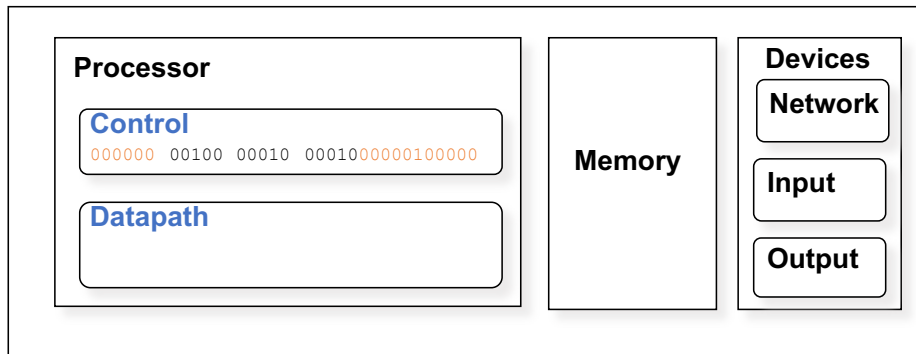 Processor
Control
000000 00100 00010 0001000000100000
Datapath
Memory
Devices
Network
Input
Output